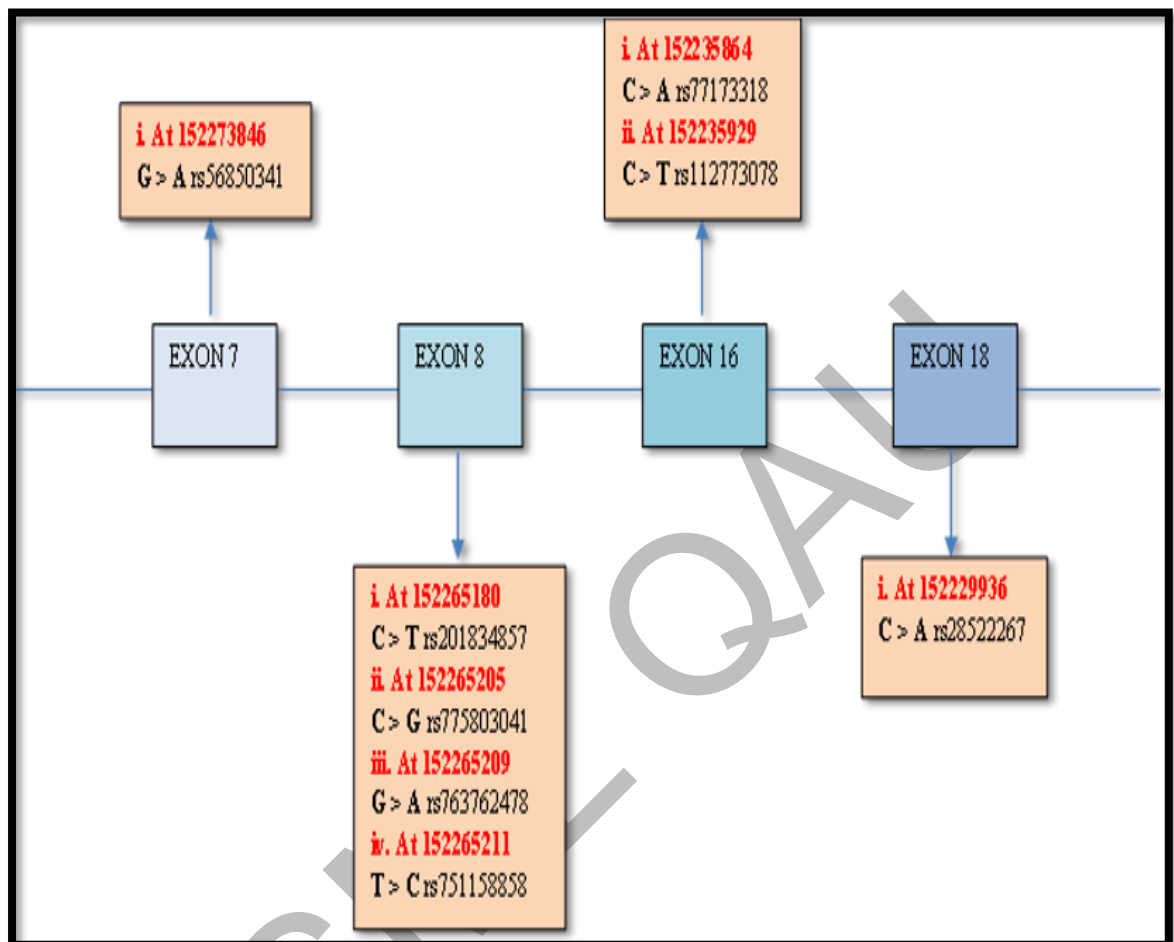 i. At 152235864
C > A rs77173318
ii. At 152235929
C > T rs112773078
i. At 152273846
G > A rs56850341
EXON 7
EXON 8
EXON 16
EXON 18
i. At 152265180
C > T rs201834857
ii. At 152265205
C > G rs775803041
iii. At 152265209
G > A rs763762478
iv. At 152265211
T > C rs751158858
i. At 152229936
C > A rs28522267
QAU